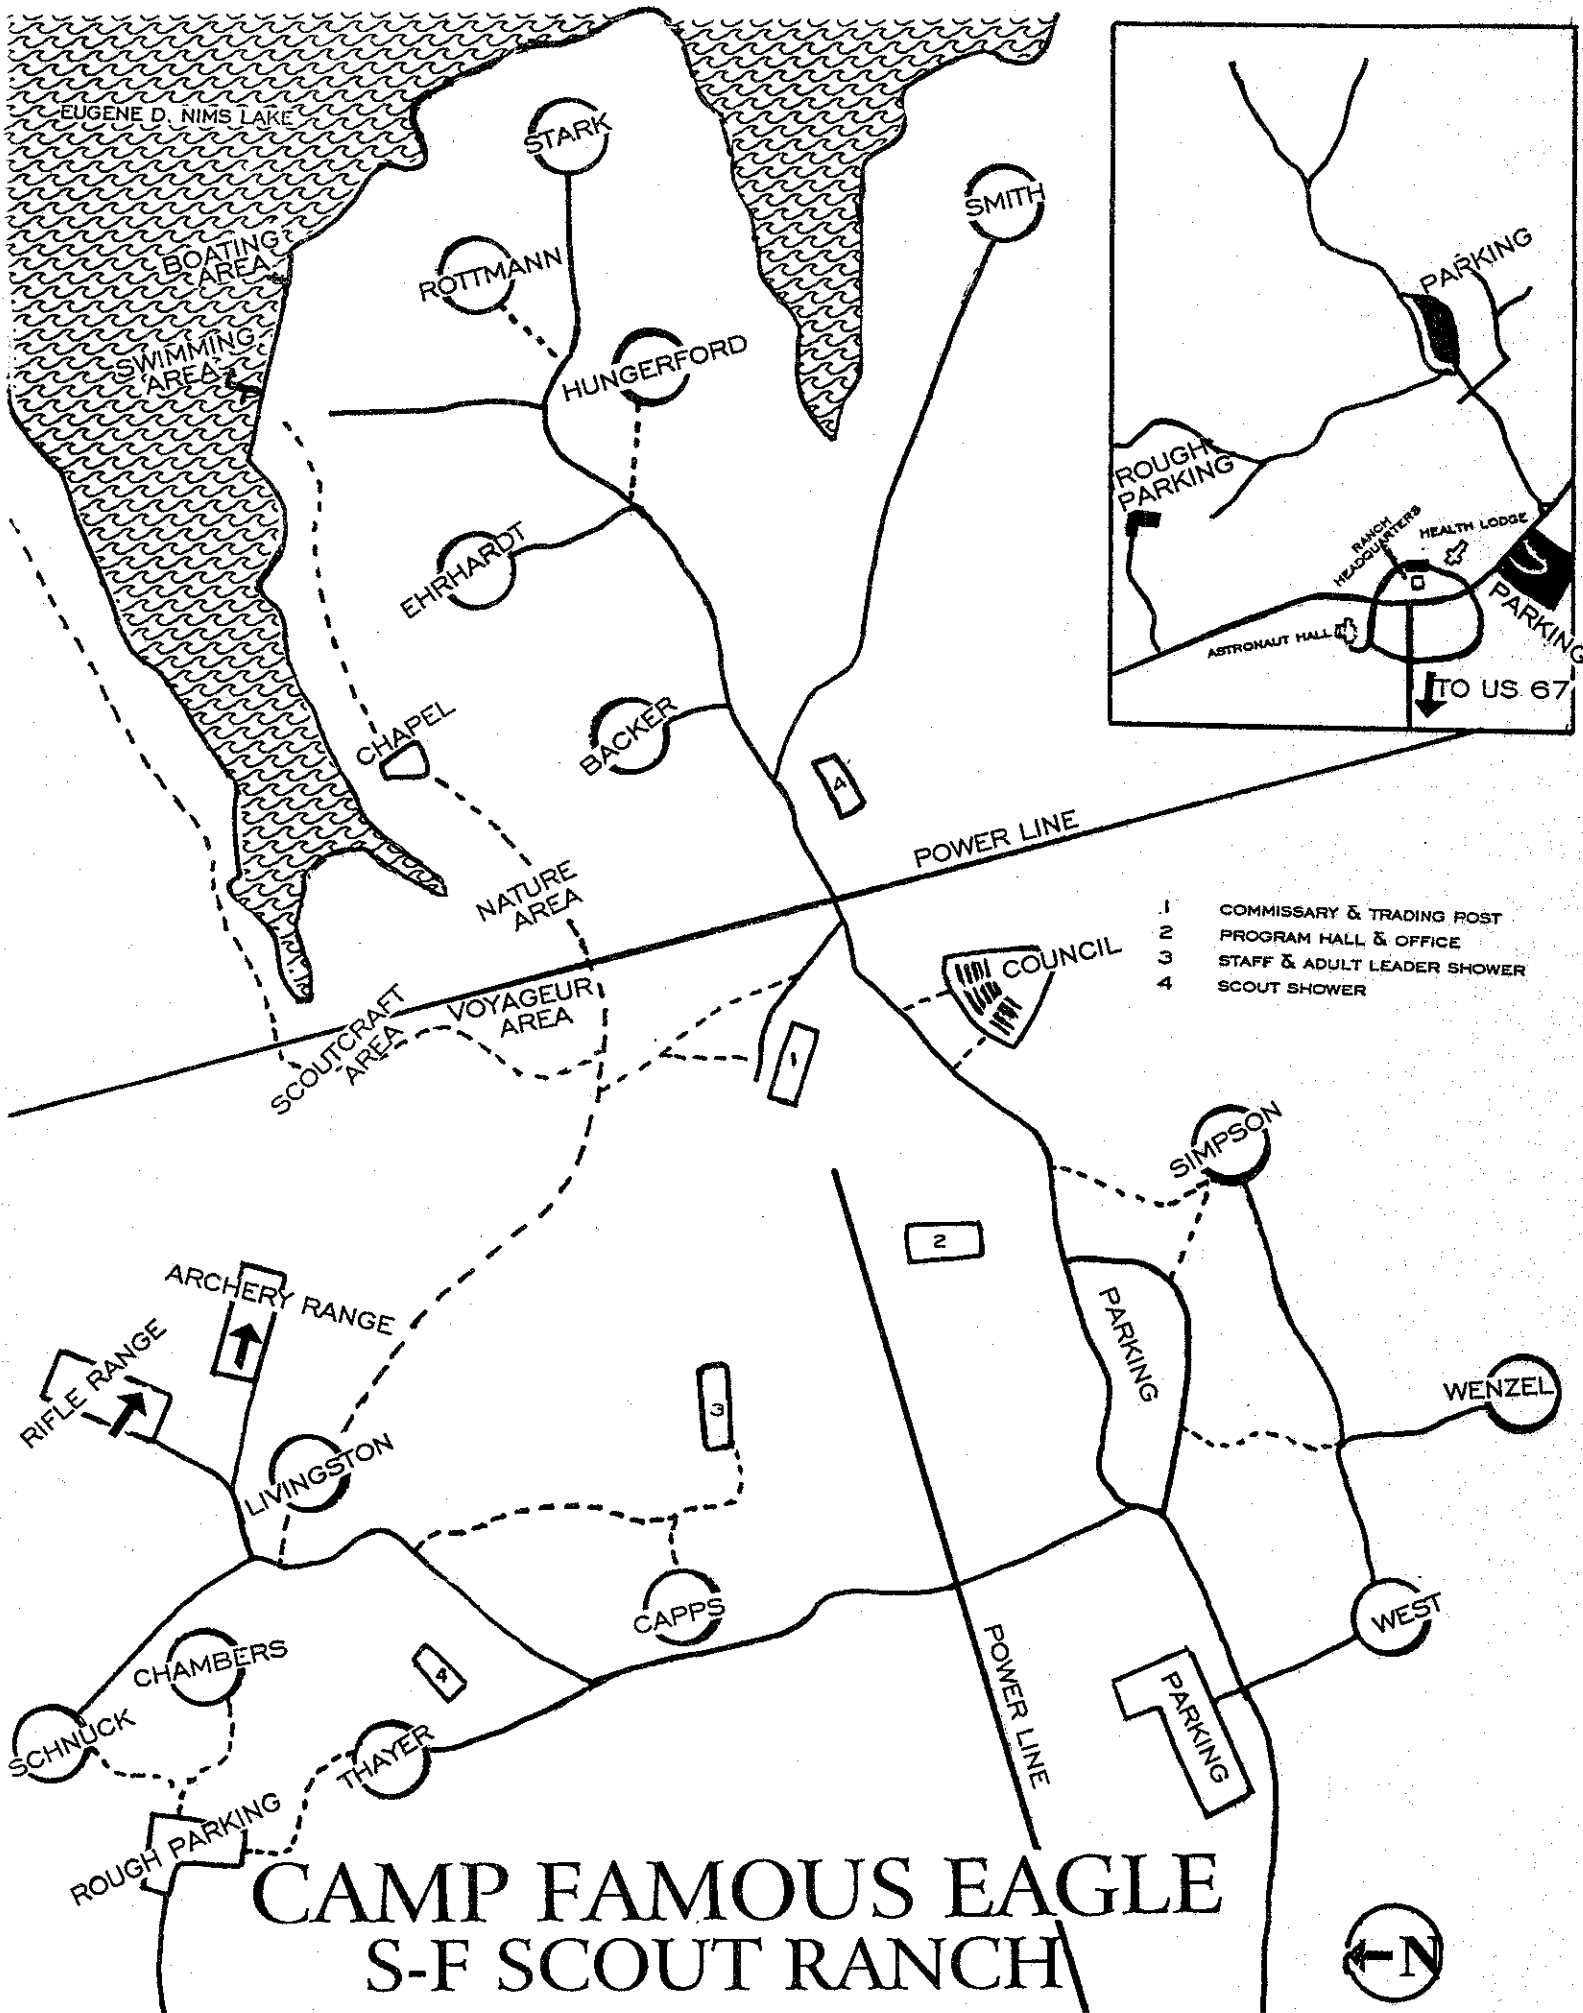 EUGENE D. NIMS LAKE
STARK
SMITH
ROTTMANN
BOATING
AREA
HUNGERFORD
SWIMMING
AREA
EHRHARDT
BACKER
CHAPEL
4
PARKING
ROUGH
PARKING
RANCH
HEADQUARTERS
HEALTH LODGE
PARKING
ASTRONAUT HALL
TO US 67
POWER LINE
NATURE
AREA
1 COMMISSARY & TRADING POST
2 PROGRAM HALL & OFFICE
3 STAFF & ADULT LEADER SHOWER
4 SCOUT SHOWER
COUNCIL
VOYAGEUR
AREA
SCOUTCRAFT
AREA
1
SIMPSON
2
PARKING
ARCHERY RANGE
RIFLE RANGE
3
WENZEL
LIVINGSTON
CAPPS
WEST
CHAMBERS
4
POWER LINE
PARKING
SCHNUCK
THAYER
ROUGH PARKING
CAMP FAMOUS EAGLE
S-F SCOUT RANCH
N